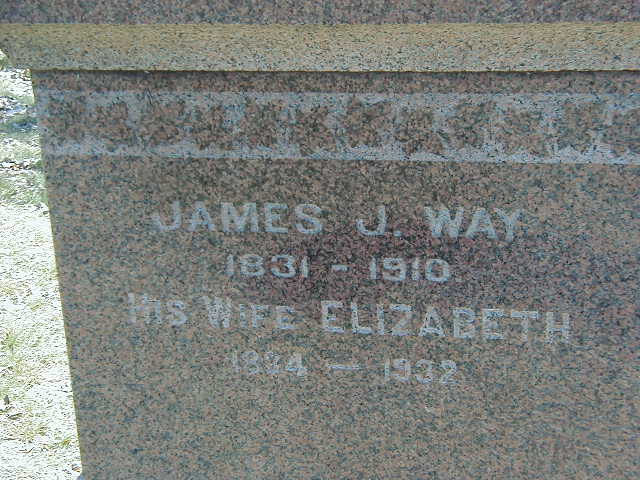 JAMES J. WAY
1831 - 1910
HIS WIFE ELIZABETH
— 1932